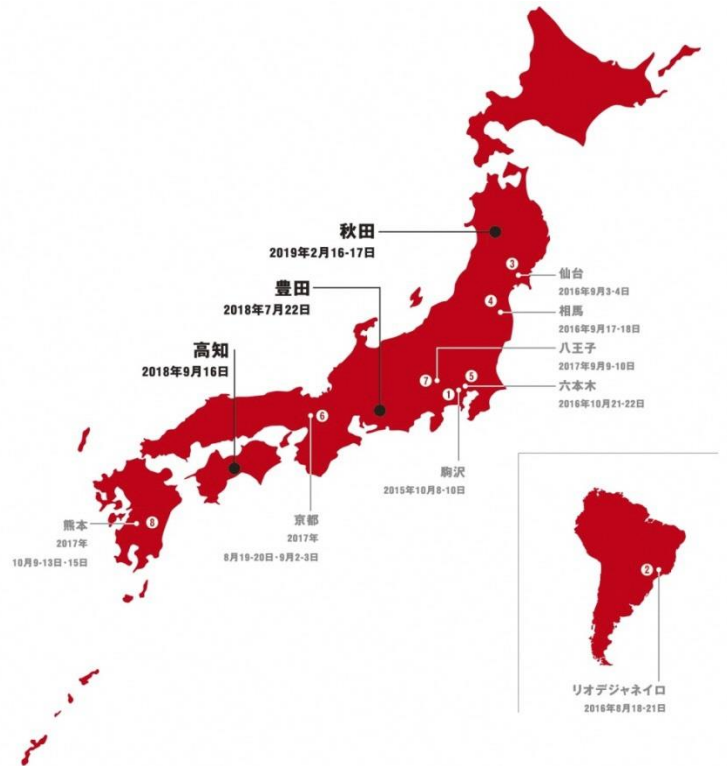 秋田
2019年2月16-17日
豊田
2018年7月22日
高知
2018年9月16日
③
仙台
2016年9月3-4日
④
相馬
2016年9月17-18日
八王子
2017年9月9-10日
⑦
⑤
六本木
2016年10月21-22日
①
駒沢
2015年10月8-10日
⑥
京都
2017年
8月19-20日・9月2-3日
熊本
⑧
2017年
10月9-13日・15日
②
リオデジャネイロ
2016年8月18-21日